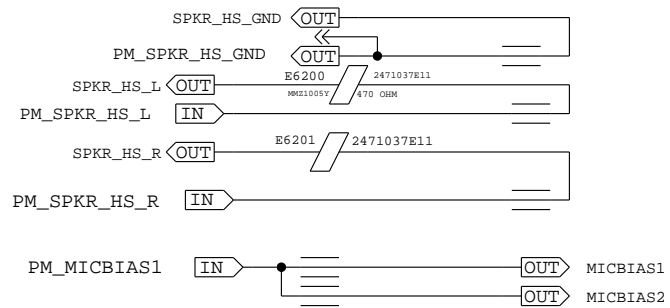 SPKR_HS_GND OUT
PM_SPKR_HS_GND OUT
E6200 2471037E11
SPKR_HS_L OUT
MMZ1005Y 470 OHM
PM_SPKR_HS_L IN
E6201 2471037E11
SPKR_HS_R OUT
PM_SPKR_HS_R IN
PM_MICBIAS1 IN OUT MICBIAS1
OUT MICBIAS2